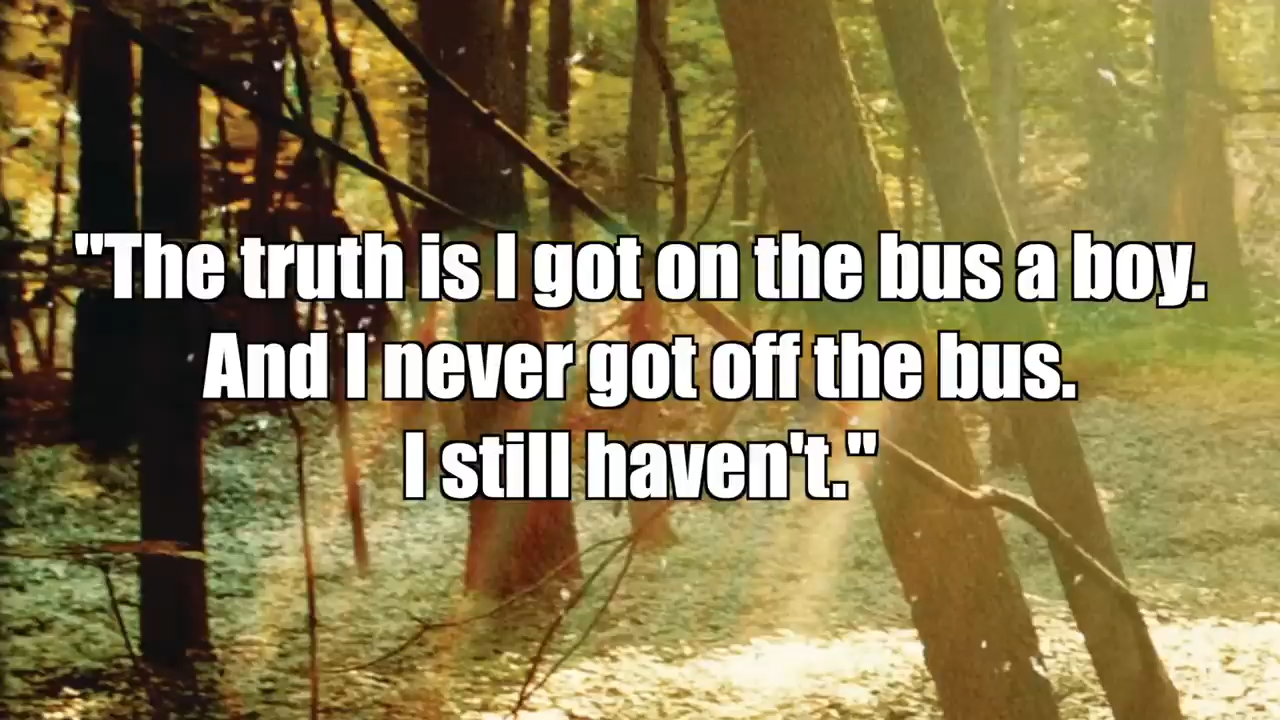 "The truth is I got on the bus a boy.
And I never got off the bus.
I still haven't."